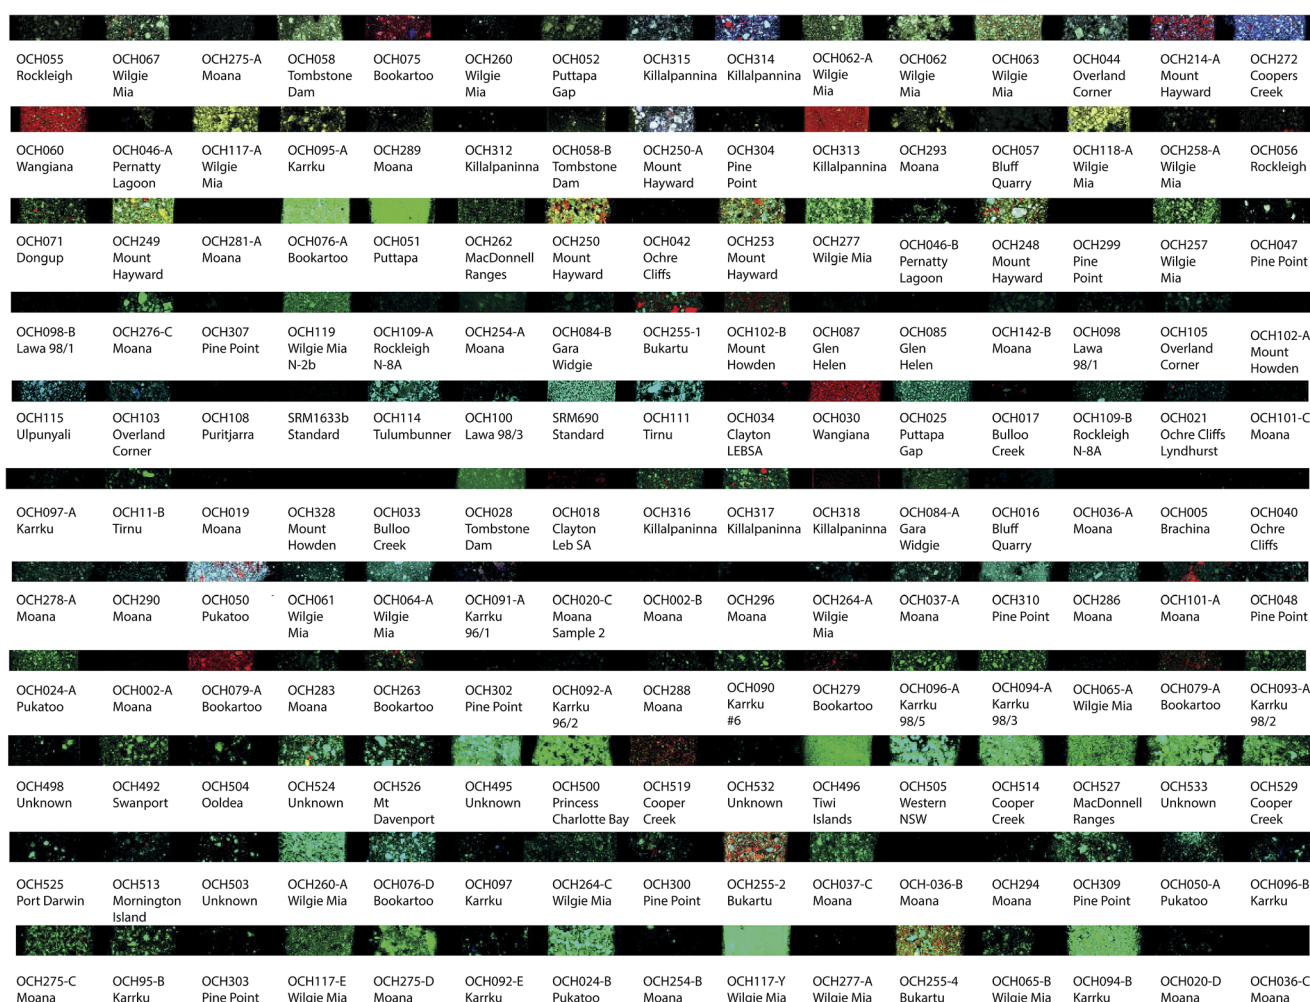 OCH055 OCH067 OCH275-A OCH058 OCH075 OCH260 OCH052 OCH315 OCH314 OCH062-A OCH062 OCH063 OCH044 OCH214-A OCH272
Rockleigh Wilgie Moana Tombstone Bookartoo Wilgie Puttapa Killalpannina Killalpannina Wilgie Wilgie Wilgie Overland Mount Coopers
Mia Dam Mia Gap Mia Mia Mia Corner Hayward Creek
OCH060 OCH046-A OCH117-A OCH095-A OCH289 OCH312 OCH058-B OCH250-A OCH304 OCH313 OCH293 OCH057 OCH118-A OCH258-A OCH056
Wangiana Pernatty Wilgie Karrku Moana Killalpaninna Tombstone Mount Pine Killalpannina Moana Bluff Wilgie Wilgie Rockleigh
Lagoon Mia Dam Hayward Point Quarry Mia Mia
OCH071 OCH249 OCH281-A OCH076-A OCH051 OCH262 OCH250 OCH042 OCH253 OCH277 OCH046-B OCH248 OCH299 OCH257 OCH047
Dongup Mount Moana Bookartoo Puttapa MacDonnell Mount Ochre Mount Wilgie Mia Pernatty Mount Pine Wilgie Pine Point
Hayward Ranges Hayward Cliffs Hayward Lagoon Hayward Point Mia
OCH098-B OCH276-C OCH307 OCH119 OCH109-A OCH254-A OCH084-B OCH255-1 OCH102-B OCH087 OCH085 OCH142-B OCH098 OCH105 OCH102-A
Lawa 98/1 Moana Pine Point Wilgie Mia Rockleigh Moana Gara Bukartu Mount Glen Glen Moana Lawa Overland Mount
N-2b N-8A Widgie Howden Helen Helen 98/1 Corner Howden
OCH115 OCH103 OCH108 SRM1633b OCH114 OCH100 SRM690 OCH111 OCH034 OCH030 OCH025 OCH017 OCH109-B OCH021 OCH101-C
Ulpunyali Overland Puritjarra Standard Tulumbunner Lawa 98/3 Standard Tirnu Clayton Wangiana Puttapa Bulloo Rockleigh Ochre Cliffs Moana
Corner LEBSA Gap Creek N-8A Lyndhurst
OCH097-A OCH11-B OCH019 OCH328 OCH033 OCH028 OCH018 OCH316 OCH317 OCH318 OCH084-A OCH016 OCH036-A OCH005 OCH040
Karrku Tirnu Moana Mount Bulloo Tombstone Clayton Killalpaninna Killalpaninna Killalpaninna Gara Bluff Moana Brachina Ochre
Howden Creek Dam Leb SA Widgie Quarry Cliffs
OCH278-A OCH290 OCH050 OCH061 OCH064-A OCH091-A OCH020-C OCH002-B OCH296 OCH264-A OCH037-A OCH310 OCH286 OCH101-A OCH048
Moana Moana Pukatoo Wilgie Wilgie Karrku Moana Moana Moana Wilgie Moana Pine Point Moana Moana Pine Point
Mia Mia 96/1 Sample 2 Mia
OCH024-A OCH002-A OCH079-A OCH283 OCH263 OCH302 OCH092-A OCH288 OCH090 OCH279 OCH096-A OCH094-A OCH065-A OCH079-A OCH093-A
Pukatoo Moana Bookartoo Moana Bookartoo Pine Point Karrku Moana Karrku Bookartoo Karrku Karrku Wilgie Mia Bookartoo Karrku
96/2 #6 98/5 98/3 98/2
OCH498 OCH492 OCH504 OCH524 OCH526 OCH495 OCH500 OCH519 OCH532 OCH496 OCH505 OCH514 OCH527 OCH533 OCH529
Unknown Swanport Ooldea Unknown Mt Unknown Princess Cooper Unknown Tiwi Western Cooper MacDonnell Unknown Cooper
Davenport Charlotte Bay Creek Islands NSW Creek Ranges Creek
OCH525 OCH513 OCH503 OCH260-A OCH076-D OCH097 OCH264-C OCH300 OCH255-2 OCH037-C OCH-036-B OCH294 OCH309 OCH050-A OCH096-B
Port Darwin Mornington Unknown Wilgie Mia Bookartoo Karrku Wilgie Mia Pine Point Bukartu Moana Moana Moana Pine Point Pukatoo Karrku
Island
OCH275-C OCH95-B OCH303 OCH117-E OCH275-D OCH092-E OCH024-B OCH254-B OCH117-Y OCH277-A OCH255-4 OCH065-B OCH094-B OCH020-D OCH036-C
Moana Karrku Pine Point Wilgie Mia Moana Karrku Pukatoo Moana Wilgie Mia Wilgie Mia Bukartu Wilgie Mia Karrku Moana Moana